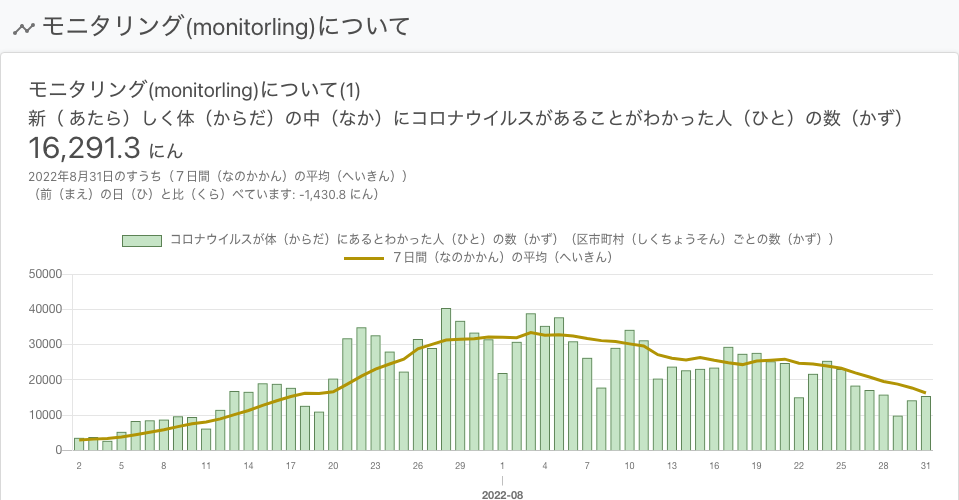 モニタリング(monitorling)について
モニタリング(monitorling)について(1)
新（ あたら）しく体（からだ）の中（なか）にコロナウイルスがあることがわかった人（ひと）の数（かず）
16,291.3 にん
2022年8月31日のすうち（７日間（なのかかん）の平均（へいきん））
（前（まえ）の日（ひ）と比（くら）べています: -1,430.8 にん）
コロナウイルスが体（からだ）にあるとわかった人（ひと）の数（かず）（区市町村（しくちょうそん）ごとの数（かず））
７日間（なのかかん）の平均（へいきん）
50000
40000
30000
20000
10000
0
2 5 8 11 14 17 20 23 26 29 1 4 7 10 13 16 19 22 25 28 31
2022-08